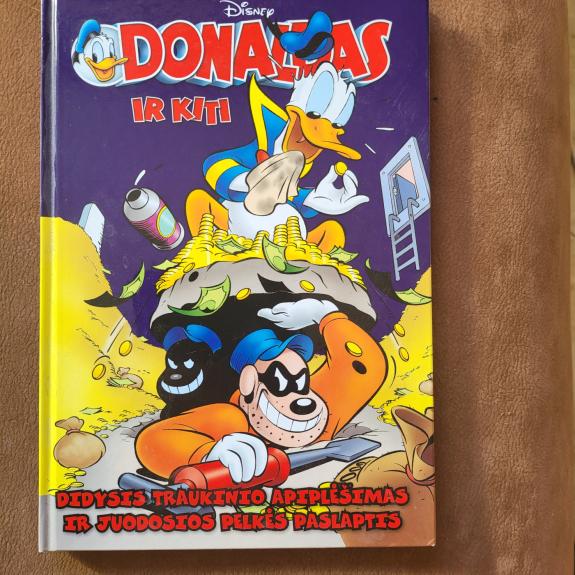 Disney
DONALDAS
IR KITI
DIDYSIS TRAUKINIO APIPLĖŠIMAS
IR JUODOSIOS PELKĖS PASLAPTIS